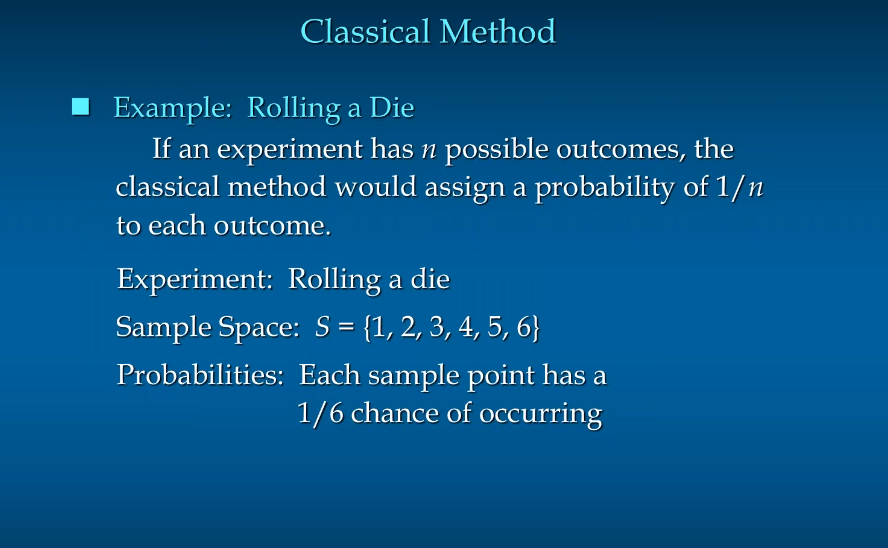 Classical Method
Example: Rolling a Die
If an experiment has n possible outcomes, the
classical method would assign a probability of 1/n
to each outcome.
Experiment: Rolling a die
Sample Space: S = {1, 2, 3, 4, 5, 6}
Probabilities: Each sample point has a
1/6 chance of occurring